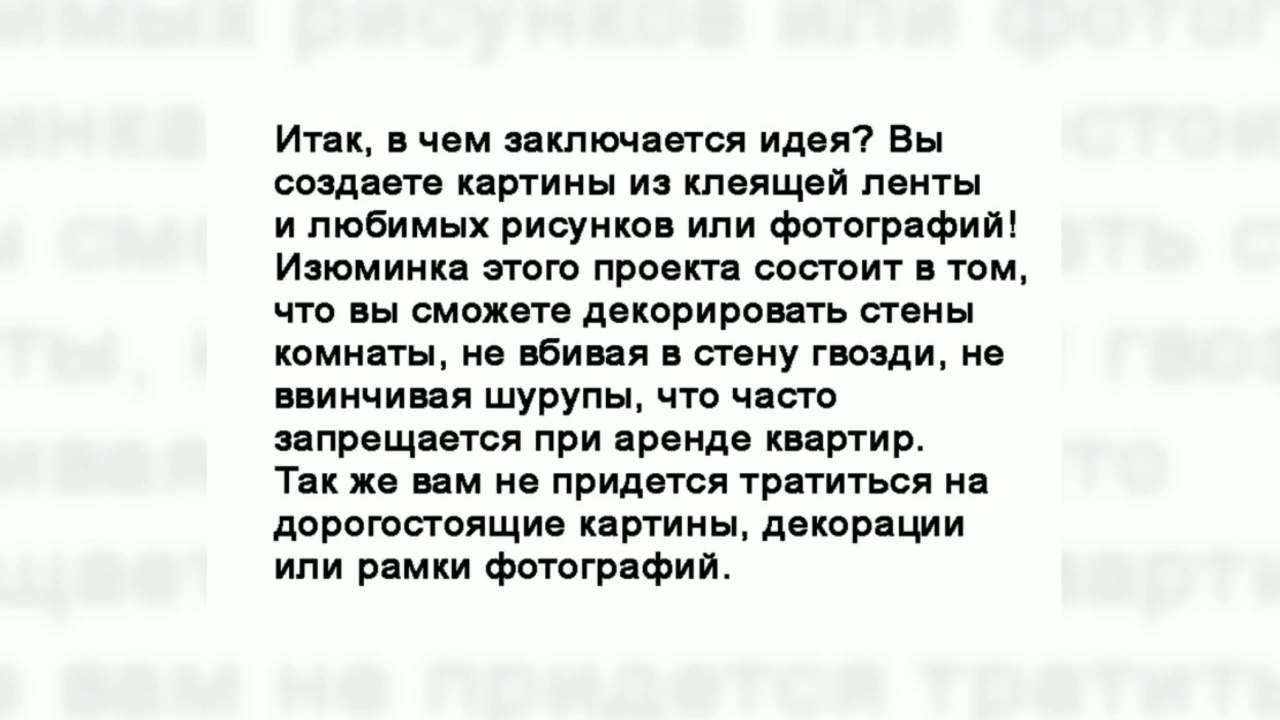 Итак, в чем заключается идея? Вы
создаете картины из клеящей ленты
и любимых рисунков или фотографий!
Изюминка этого проекта состоит в том,
что вы сможете декорировать стены
комнаты, не вбивая в стену гвозди, не
ввинчивая шурупы, что часто
запрещается при аренде квартир.
Так же вам не придется тратиться на
дорогостоящие картины, декорации
или рамки фотографий.